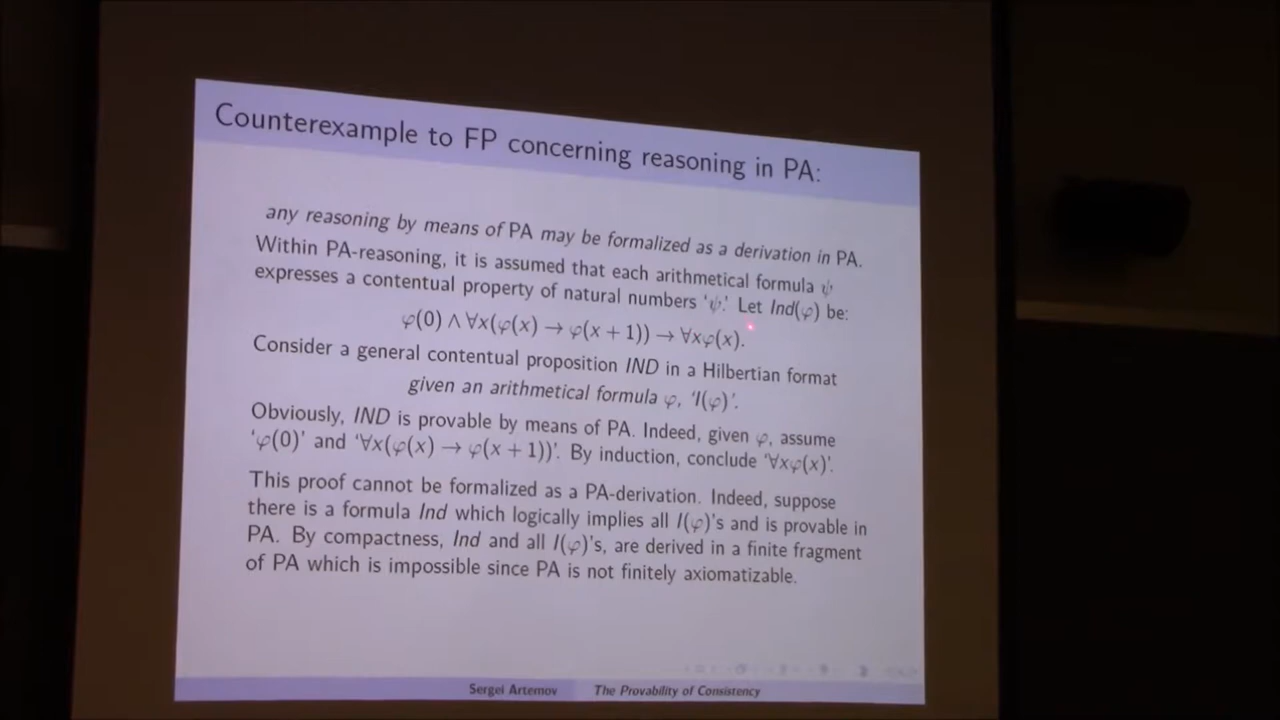 Counterexample to FP concerning reasoning in PA:
any reasoning by means of PA may be formalized as a derivation in PA.
Within PA-reasoning, it is assumed that each arithmetical formula ψ
expresses a contentual property of natural numbers ‘ψ.’ Let Ind(φ) be:
φ(0) ∧ ∀x(φ(x) → φ(x + 1)) → ∀xφ(x).
Consider a general contentual proposition IND in a Hilbertian format
given an arithmetical formula φ, ‘I(φ)’.
Obviously, IND is provable by means of PA. Indeed, given φ, assume
‘φ(0)’ and ‘∀x(φ(x) → φ(x + 1))’. By induction, conclude ‘∀xφ(x)’.
This proof cannot be formalized as a PA-derivation. Indeed, suppose
there is a formula Ind which logically implies all I(φ)'s and is provable in
PA. By compactness, Ind and all I(φ)'s, are derived in a finite fragment
of PA which is impossible since PA is not finitely axiomatizable.
Sergei Artemov The Provability of Consistency